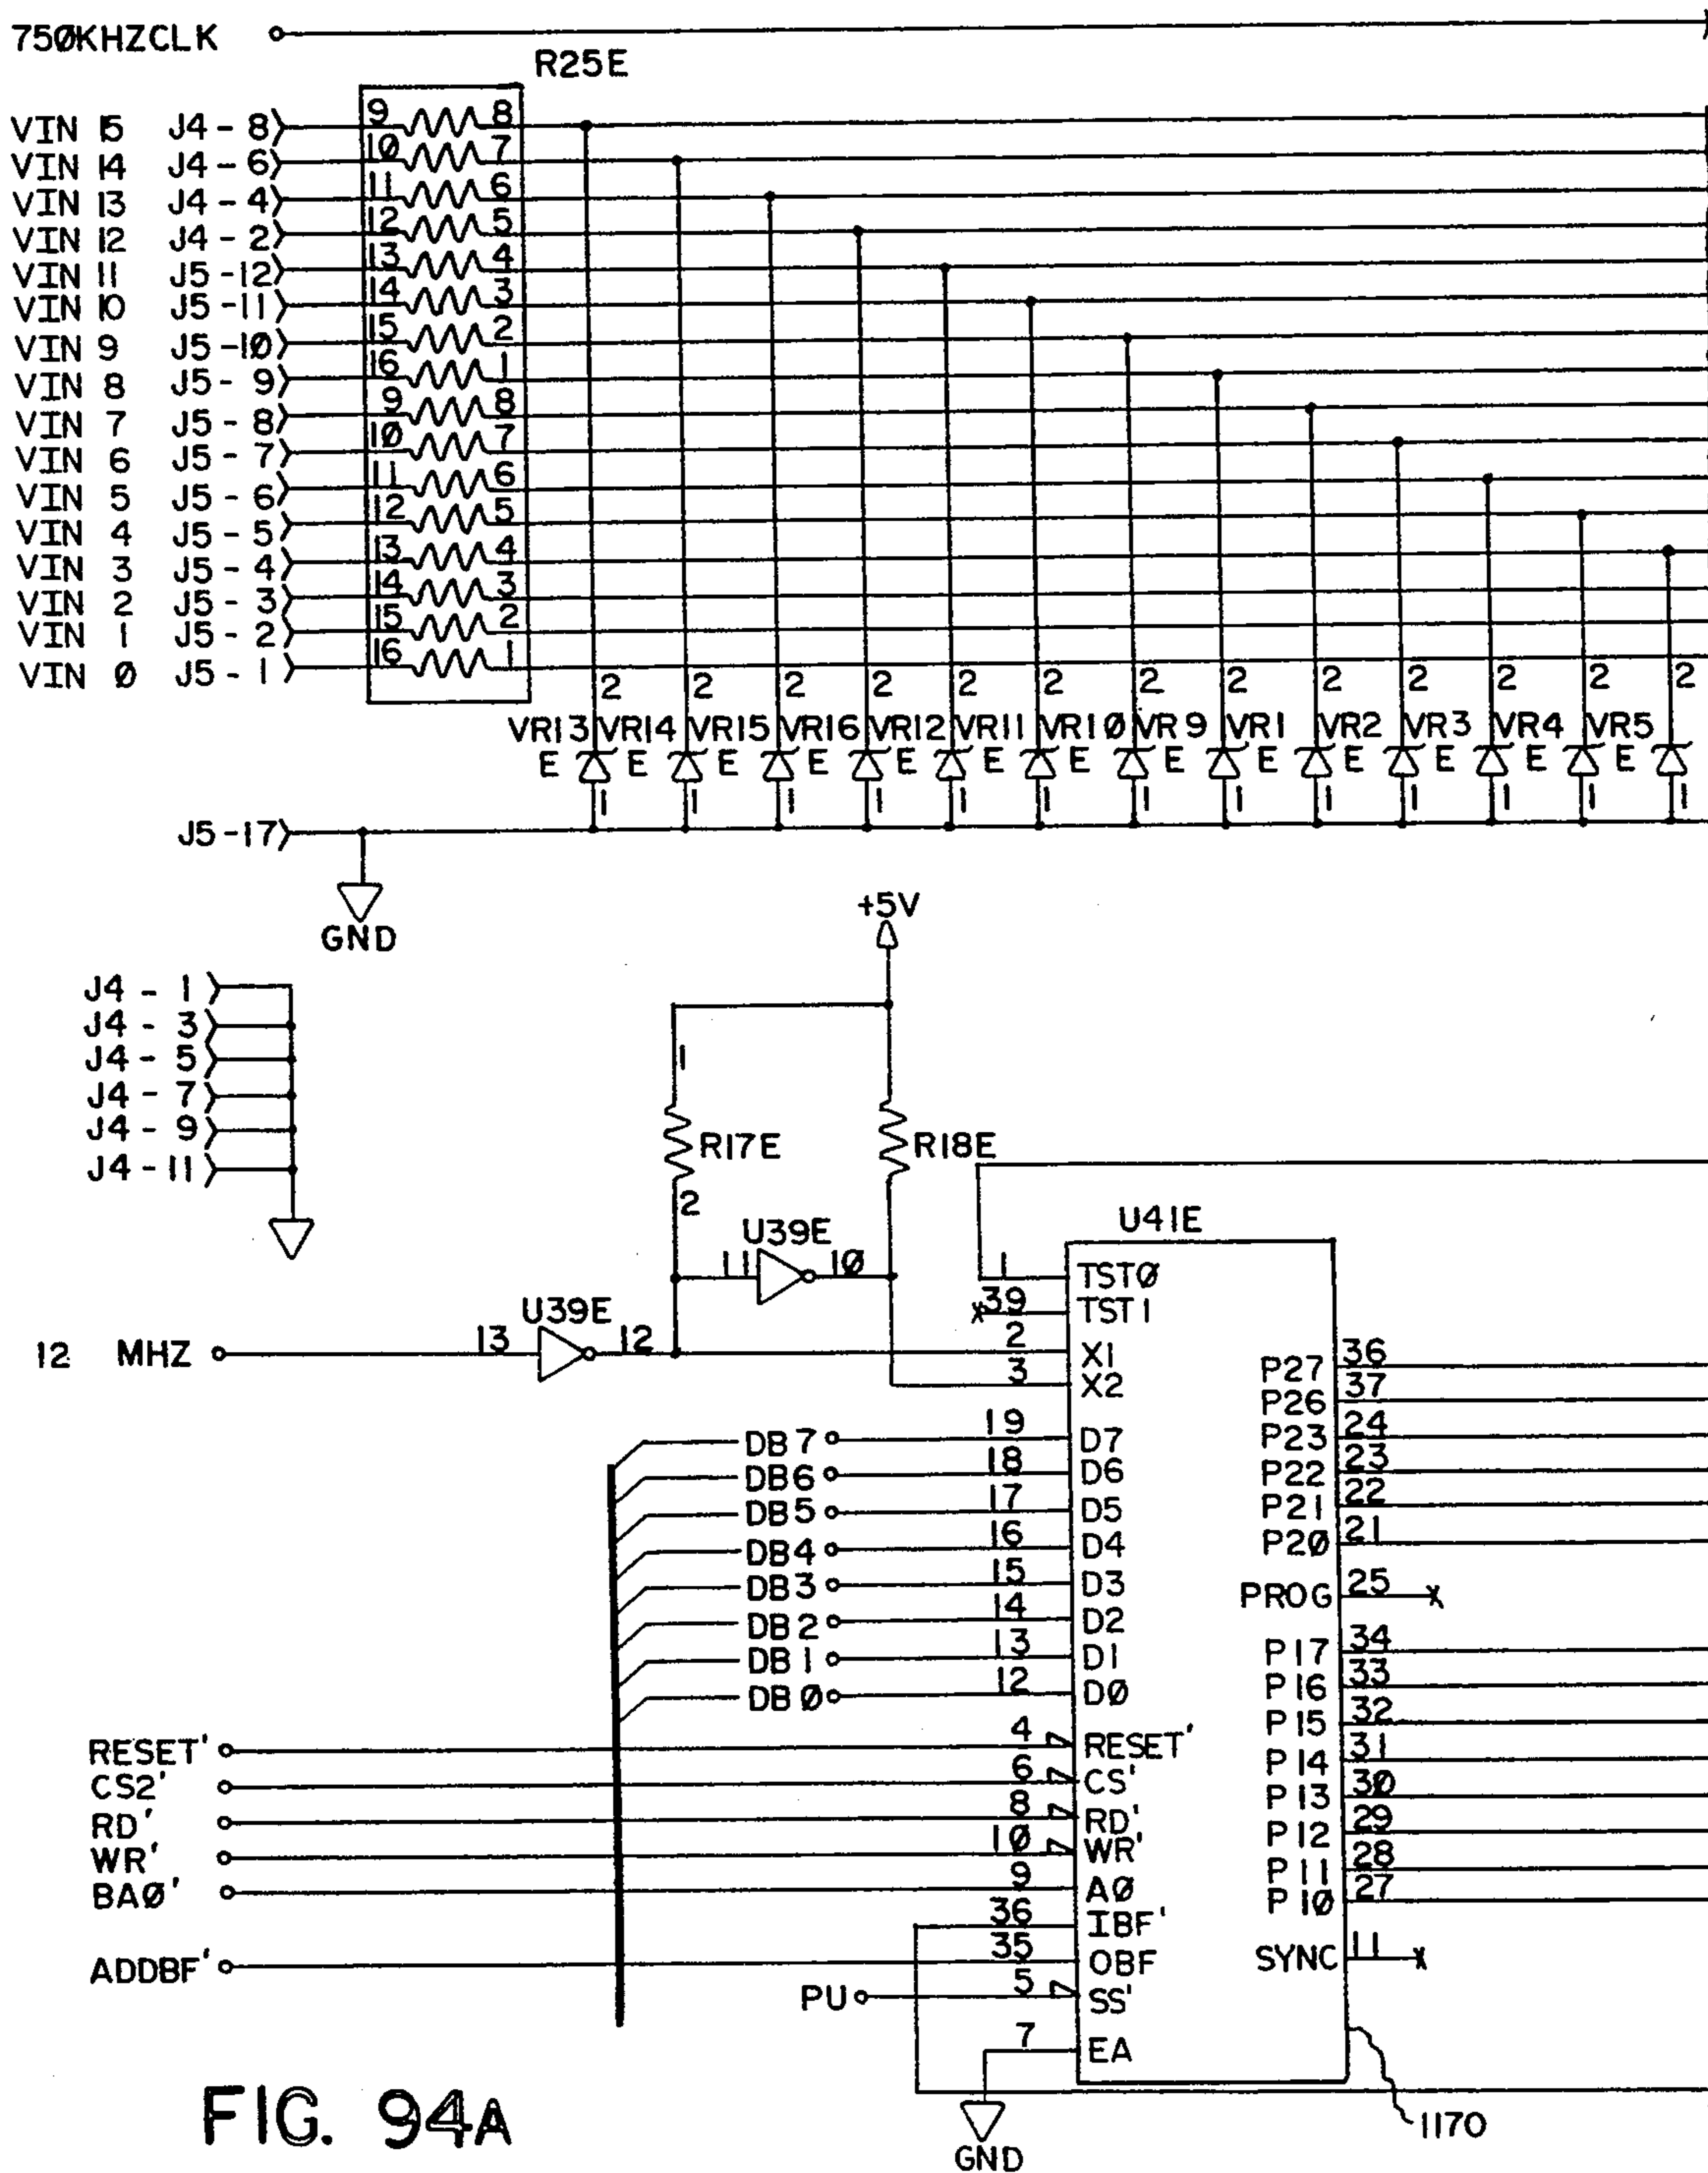 750KHZCLK
R25E
VIN 15 J4-8 9 8
VIN 14 J4-6 10 7
VIN 13 J4-4 11 6
VIN 12 J4-2 12 5
VIN 11 J5-12 13 4
VIN 10 J5-11 14 3
VIN 9 J5-10 15 2
VIN 8 J5-9 16 1
VIN 7 J5-8 9 8
VIN 6 J5-7 10 7
VIN 5 J5-6 11 6
VIN 4 J5-5 12 5
VIN 3 J5-4 13 4
VIN 2 J5-3 14 3
VIN 1 J5-2 15 2
VIN 0 J5-1 16 1
2 2 2 2 2 2 2 2 2 2 2 2 2
VR13 VR14 VR15 VR16 VR12 VR11 VR10 VR9 VR1 VR2 VR3 VR4 VR5
E E E E E E E E E E E E E
1 1 1 1 1 1 1 1 1 1 1 1 1
J5-17
GND
+5V
J4-1
J4-3
J4-5
J4-7
J4-9
J4-11
1
R17E
R18E
2
U39E
11 10
U41E
1 TSTØ
39 TST1
U39E
12 MHZ 13 12
2 X1
3 X2
DB7 19 D7
DB6 18 D6
DB5 17 D5
DB4 16 D4
DB3 15 D3
DB2 14 D2
DB1 13 D1
DBØ 12 DØ
RESET' 4 RESET'
CS2' 6 CS'
RD' 8 RD'
WR' 10 WR'
BAØ' 9 AØ
36 IBF'
ADDBF' 35 OBF
PU 5 SS'
7 EA
GND
P27 36
P26 37
P23 24
P22 23
P21 22
P2Ø 21
PROG 25
P17 34
P16 33
P15 32
P14 31
P13 30
P12 29
P11 28
P1Ø 27
SYNC 11
1170
FIG. 94A